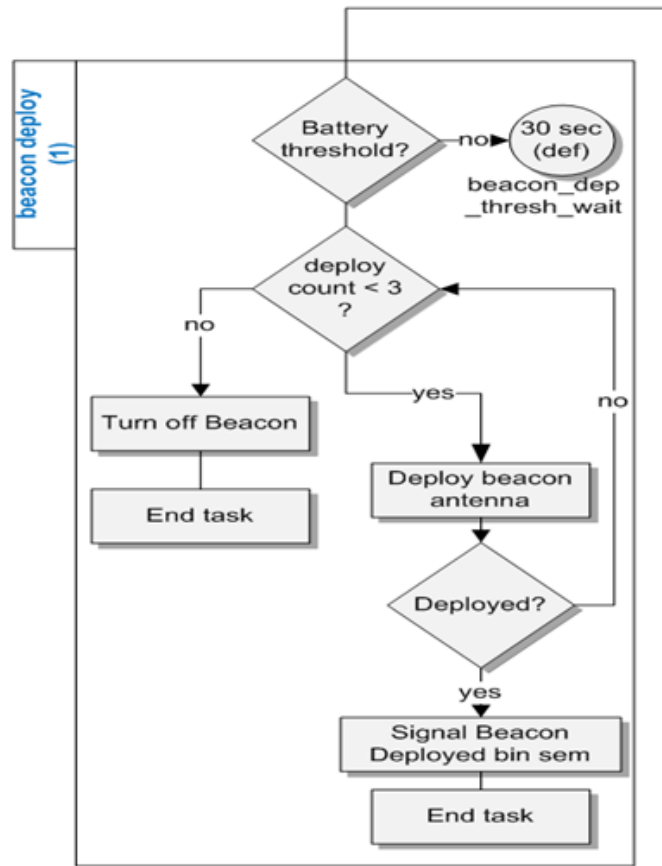 beacon deploy
(1)
Battery
threshold?
no
30 sec
(def)
beacon_dep
_thresh_wait
deploy
count < 3
?
no
yes
no
Turn off Beacon
End task
Deploy beacon
antenna
Deployed?
yes
Signal Beacon
Deployed bin sem
End task